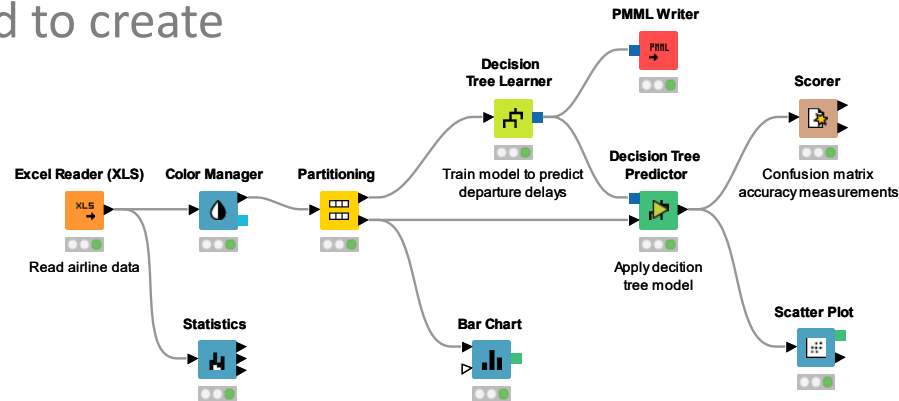 d to create
PMML Writer
PMML
Decision
Tree Learner
Scorer
Train model to predict
departure delays
Decision Tree
Predictor
Confusion matrix
accuracy measurements
Excel Reader (XLS)
Color Manager
Partitioning
XLS
Read airline data
Apply decition
tree model
Statistics
Bar Chart
Scatter Plot